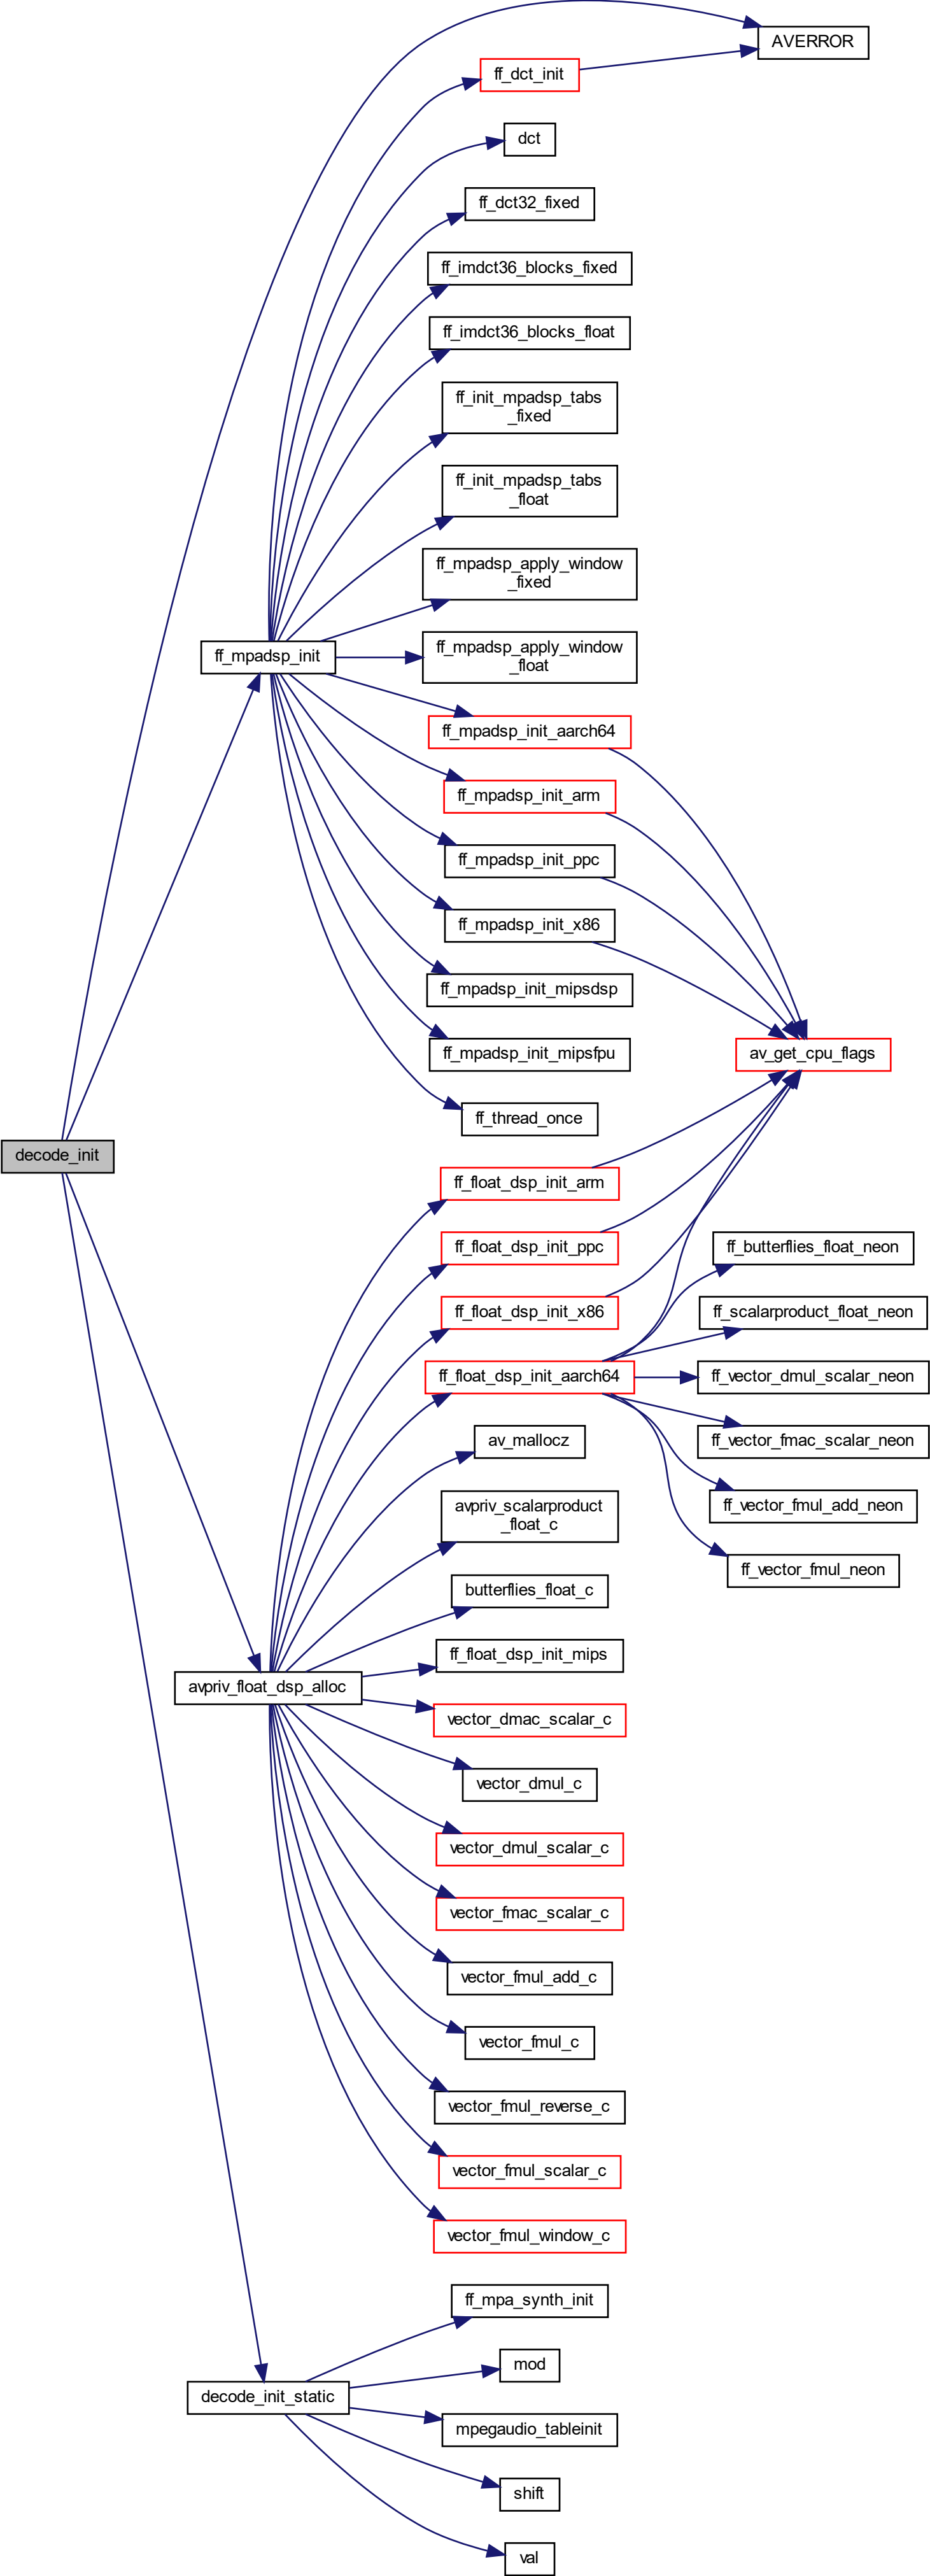 AVERROR
ff_dct_init
dct
ff_dct32_fixed
ff_imdct36_blocks_fixed
ff_imdct36_blocks_float
ff_init_mpadsp_tabs
_fixed
ff_init_mpadsp_tabs
_float
ff_mpadsp_apply_window
_fixed
ff_mpadsp_init
ff_mpadsp_apply_window
_float
ff_mpadsp_init_aarch64
ff_mpadsp_init_arm
ff_mpadsp_init_ppc
ff_mpadsp_init_x86
ff_mpadsp_init_mipsdsp
ff_mpadsp_init_mipsfpu
av_get_cpu_flags
ff_thread_once
decode_init
ff_float_dsp_init_arm
ff_float_dsp_init_ppc
ff_butterflies_float_neon
ff_float_dsp_init_x86
ff_scalarproduct_float_neon
ff_float_dsp_init_aarch64
ff_vector_dmul_scalar_neon
av_mallocz
ff_vector_fmac_scalar_neon
avpriv_scalarproduct
_float_c
ff_vector_fmul_add_neon
ff_vector_fmul_neon
butterflies_float_c
ff_float_dsp_init_mips
avpriv_float_dsp_alloc
vector_dmac_scalar_c
vector_dmul_c
vector_dmul_scalar_c
vector_fmac_scalar_c
vector_fmul_add_c
vector_fmul_c
vector_fmul_reverse_c
vector_fmul_scalar_c
vector_fmul_window_c
ff_mpa_synth_init
mod
decode_init_static
mpegaudio_tableinit
shift
val